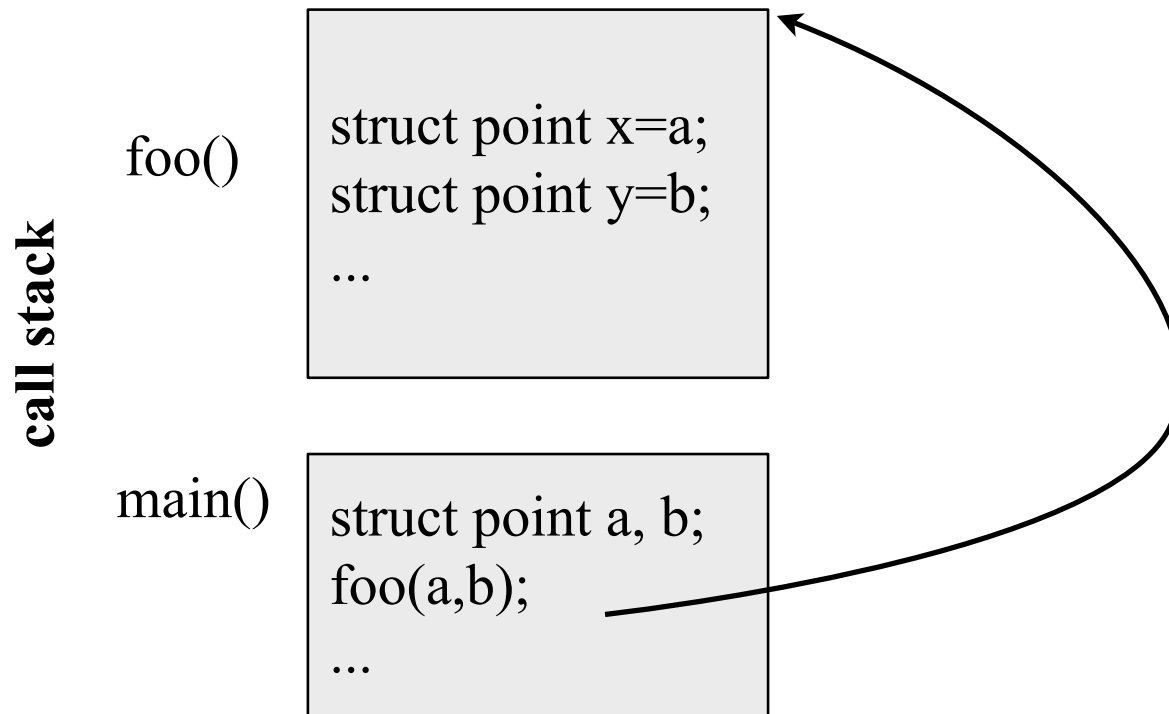 call stack
foo()
struct point x=a;
struct point y=b;
...
main()
struct point a, b;
foo(a,b);
...